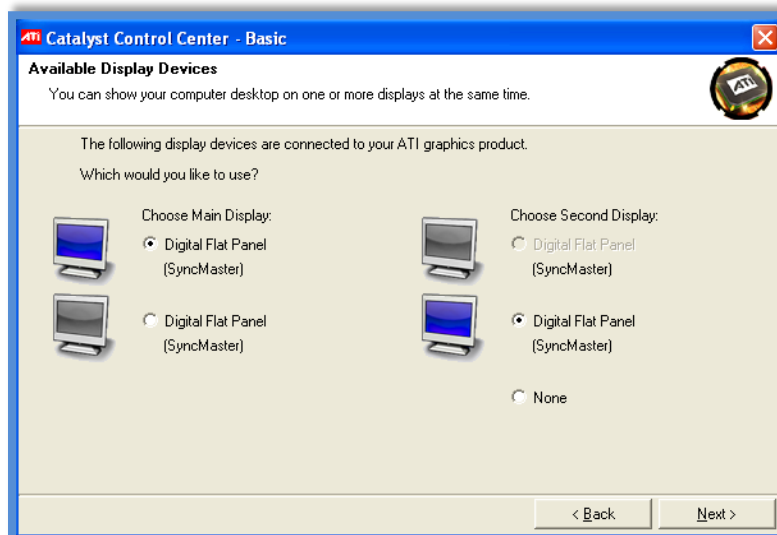 ATI Catalyst Control Center - Basic
Available Display Devices
You can show your computer desktop on one or more displays at the same time.
ATI
The following display devices are connected to your ATI graphics product.
Which would you like to use?
Choose Main Display:
Digital Flat Panel
(SyncMaster)
Digital Flat Panel
(SyncMaster)
Choose Second Display:
Digital Flat Panel
(SyncMaster)
Digital Flat Panel
(SyncMaster)
None
< Back
Next >